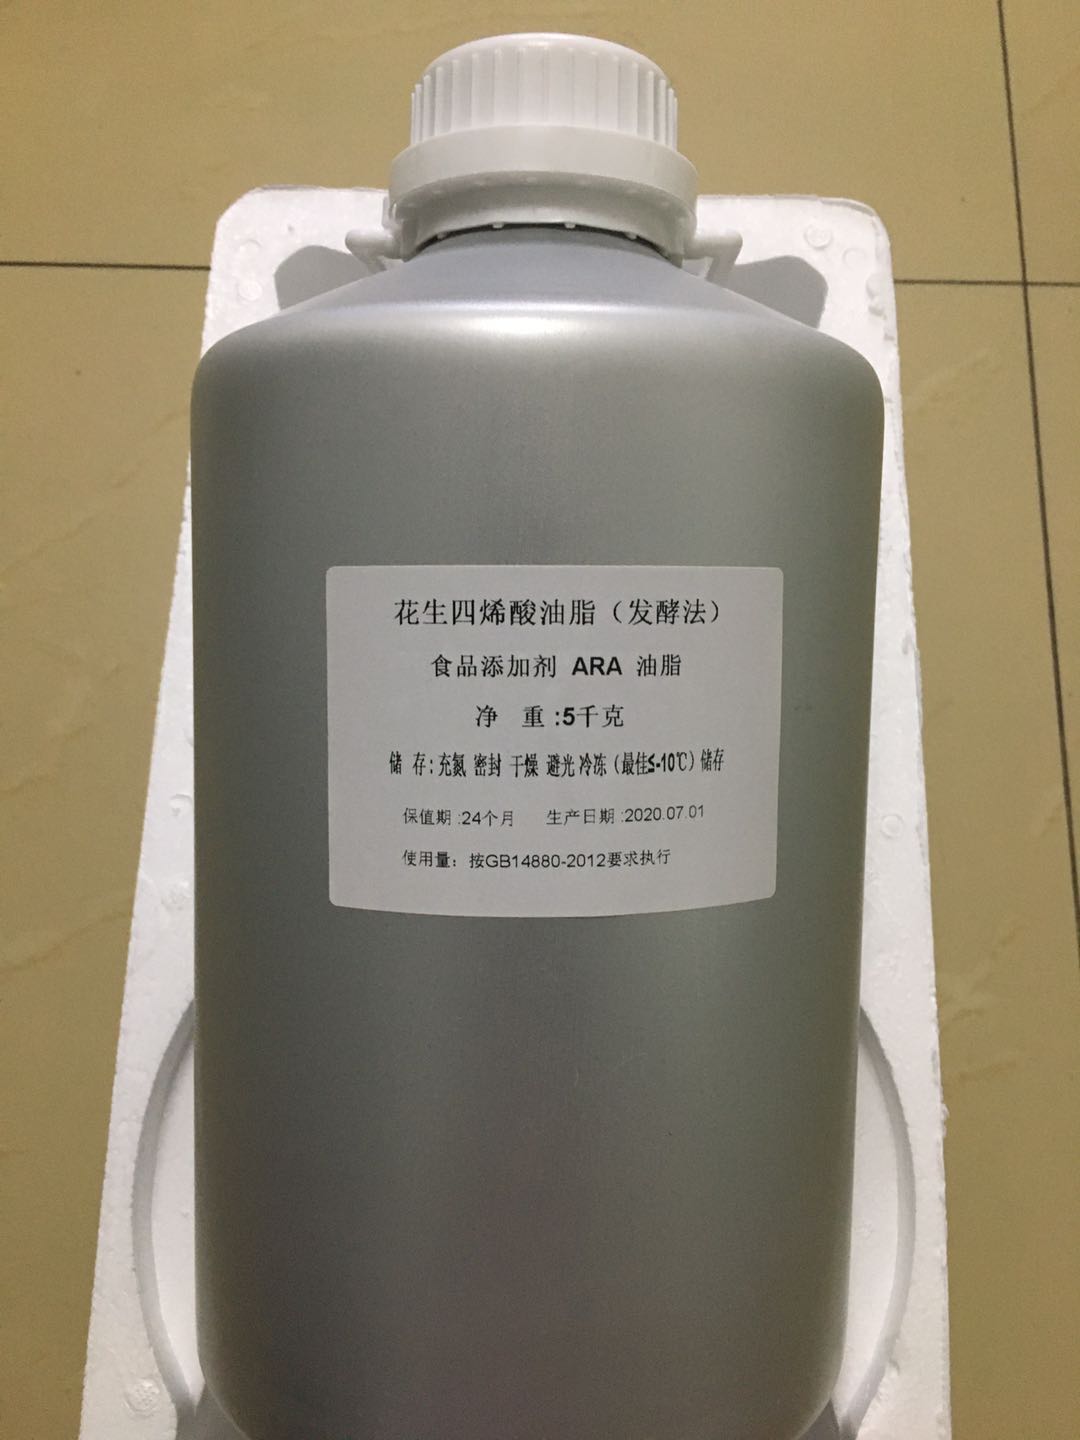 花生四烯酸油脂（发酵法）
食品添加剂 ARA 油脂
净 重:5千克
储 存:充氮 密封 干燥 避光 冷冻（最佳≤-10℃）储存
保值期:24个月 生产日期:2020.07.01
使用量：按GB14880-2012要求执行